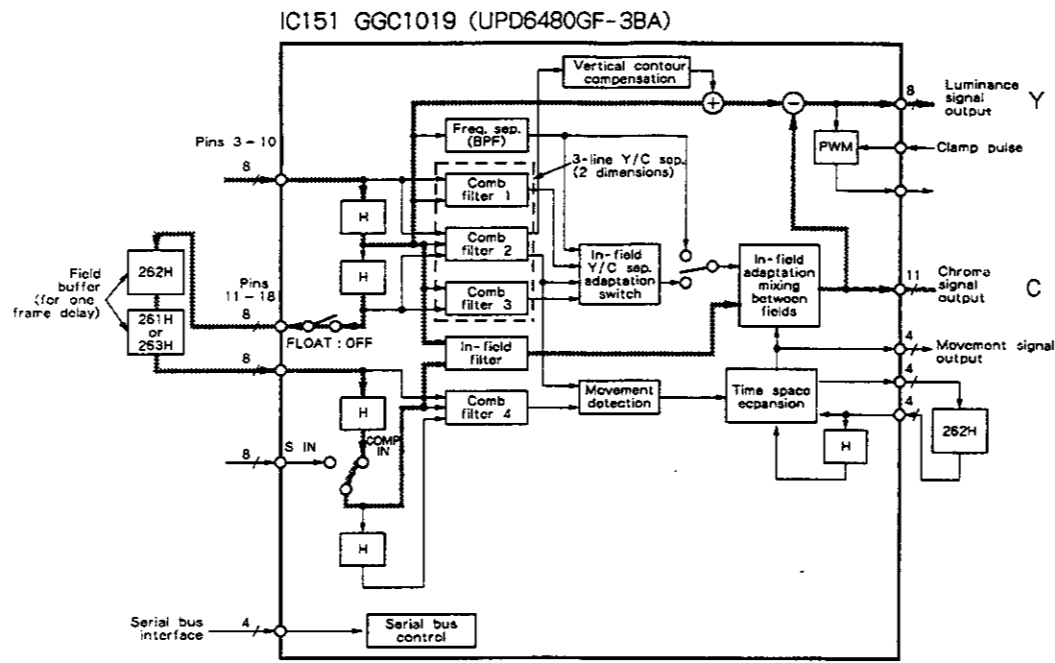 IC151 GGC1019 (UPD6480GF-3BA)
Vertical contour
compensation
+
−
8
Luminance
signal
output
Y
Pins 3 - 10
Freq. sep.
(BPF)
3-line Y/C sep.
(2 dimensions)
PWM
Clamp pulse
8
Comb
filter 1
H
Comb
filter 2
In-field
Y/C sep.
adaptation
switch
In-field
adaptation
mixing
between
fields
Field
buffer
(for one
frame delay)
262H
261H
or
253H
Pins
11 - 18
H
Comb
filter 3
11
Chroma
signal
output
C
8
FLOAT : OFF
In-field
filter
4
Movement signal
output
8
4
H
Comb
filter 4
Movement
detection
Time space
ecpansion
4
262H
COMP
IN
H
8
S IN
H
Serial bus
interface
4
Serial bus
control